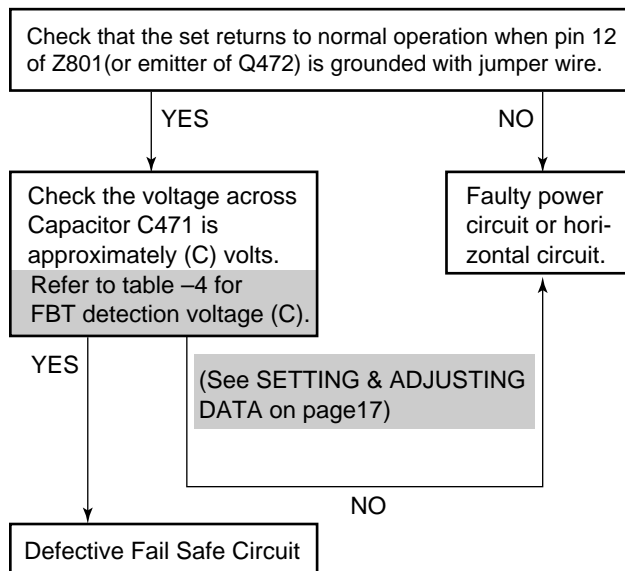 Check that the set returns to normal operation when pin 12
of Z801(or emitter of Q472) is grounded with jumper wire.
YES
NO
Check the voltage across
Capacitor C471 is
approximately (C) volts.
Refer to table –4 for
FBT detection voltage (C).
Faulty power
circuit or hori-
zontal circuit.
YES
(See SETTING & ADJUSTING
DATA on page17)
NO
Defective Fail Safe Circuit